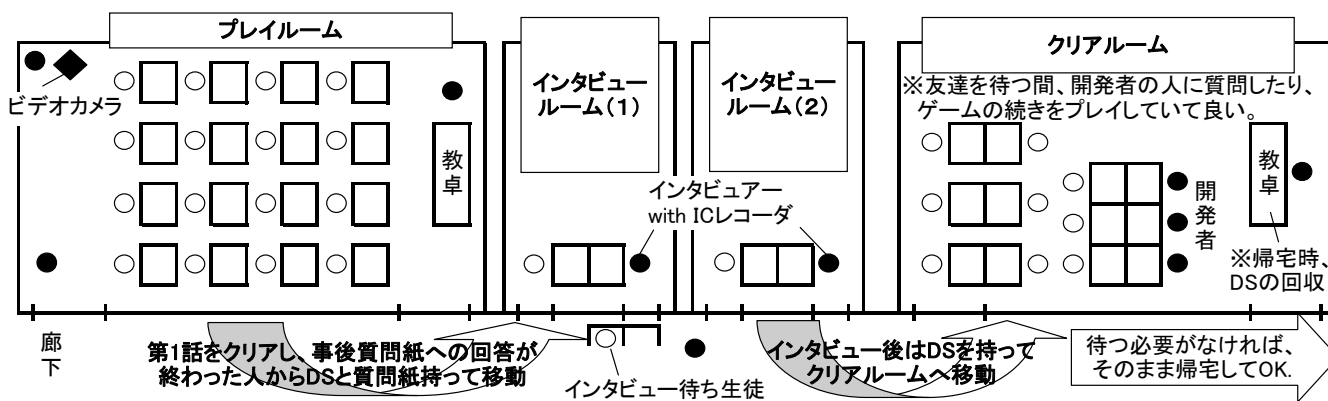 プレイルーム
ビデオカメラ
教
卓
インタビュー
ルーム(1)
インタビュー
ルーム(2)
インタビュアー
with ICレコーダ
クリアルーム
※友達を待つ間、開発者の人に質問したり、
ゲームの続きをプレイしていて良い。
開
発
者
教
卓
※帰宅時、
DSの回収
廊
下
第1話をクリアし、事後質問紙への回答が
終わった人からDSと質問紙持って移動
インタビュー待ち生徒
インタビュー後はDSを持って
クリアルームへ移動
待つ必要がなければ、
そのまま帰宅してOK.